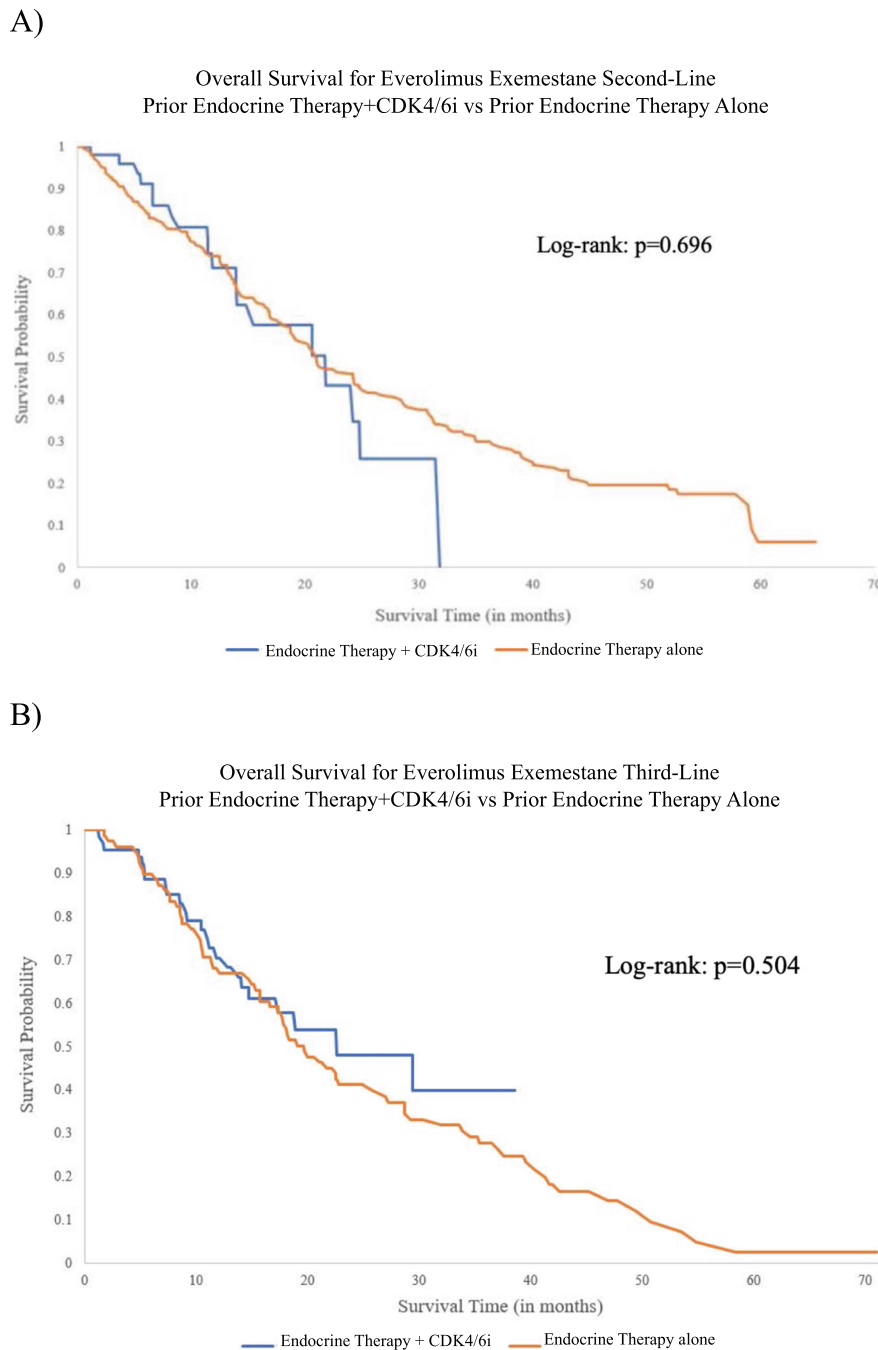 A)
Overall Survival for Everolimus Exemestane Second-Line
Prior Endocrine Therapy+CDK4/6i vs Prior Endocrine Therapy Alone
1
0.9
0.8
0.7
0.6
0.5
0.4
0.3
0.2
0.1
0
Survival Probability
Log-rank: p=0.696
0 10 20 30 40 50 60 70
Survival Time (in months)
Endocrine Therapy + CDK4/6i Endocrine Therapy alone
B)
Overall Survival for Everolimus Exemestane Third-Line
Prior Endocrine Therapy+CDK4/6i vs Prior Endocrine Therapy Alone
1
0.9
0.8
0.7
0.6
0.5
0.4
0.3
0.2
0.1
0
Survival Probability
Log-rank: p=0.504
0 10 20 30 40 50 60 70
Survival Time (in months)
Endocrine Therapy + CDK4/6i Endocrine Therapy alone